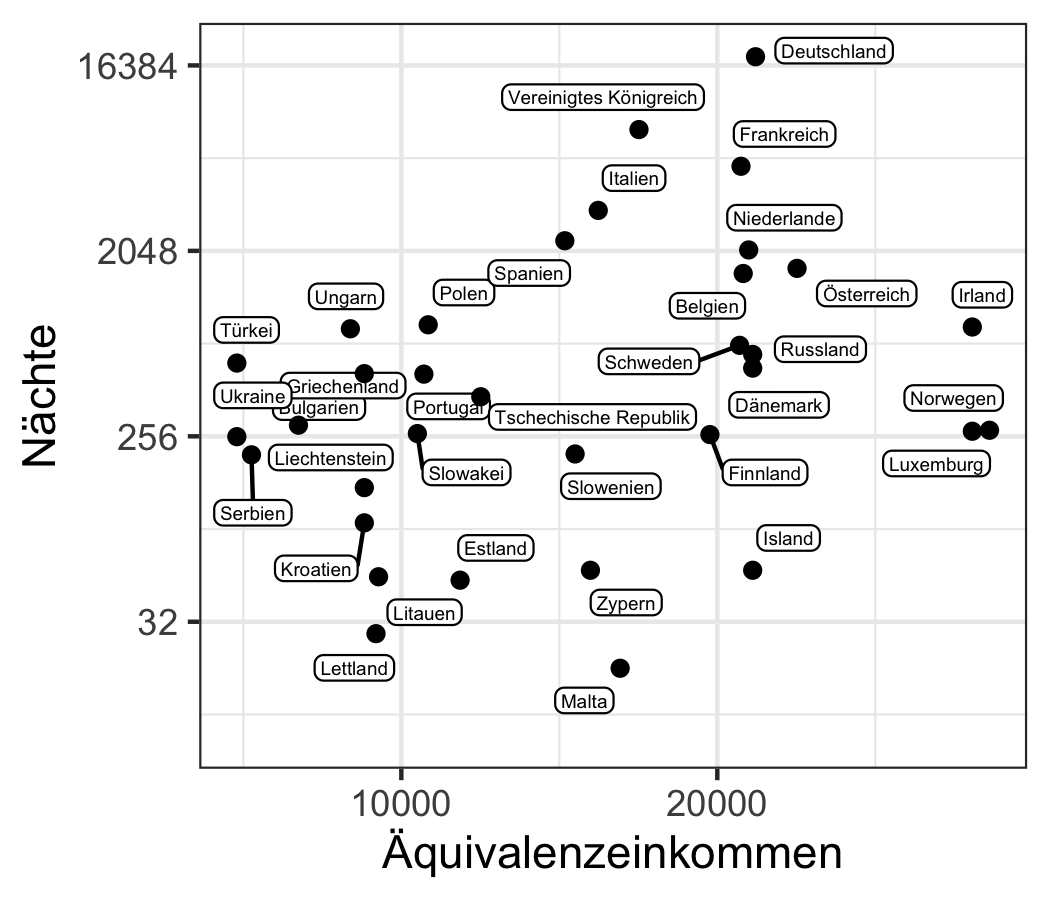 Deutschland
16384
Vereinigtes Königreich
Frankreich
Italien
Niederlande
2048
Spanien
Polen
Österreich
Irland
Ungarn
Belgien
Türkei
Russland
Schweden
Griechenland
Ukraine
Norwegen
Bulgarien
Portugal
Dänemark
Tschechische Republik
256
Liechtenstein
Luxemburg
Slowakei
Finnland
Slowenien
Serbien
Island
Estland
Kroatien
Zypern
Litauen
32
Lettland
Malta
Nächte
10000 20000
Äquivalenzeinkommen